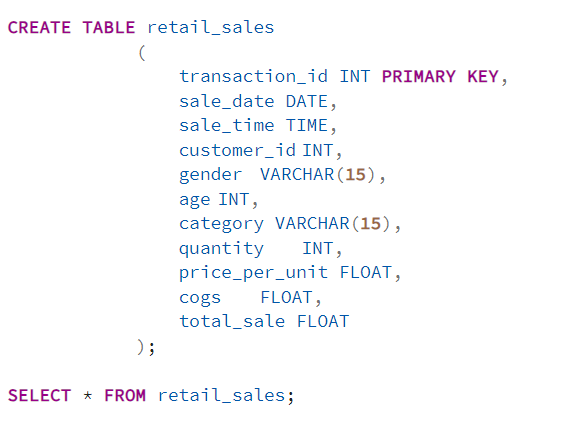 CREATE TABLE retail_sales
(
transaction_id INT PRIMARY KEY,
sale_date DATE,
sale_time TIME,
customer_id INT,
gender VARCHAR(15),
age INT,
category VARCHAR(15),
quantity INT,
price_per_unit FLOAT,
cogs FLOAT,
total_sale FLOAT
);
SELECT * FROM retail_sales;